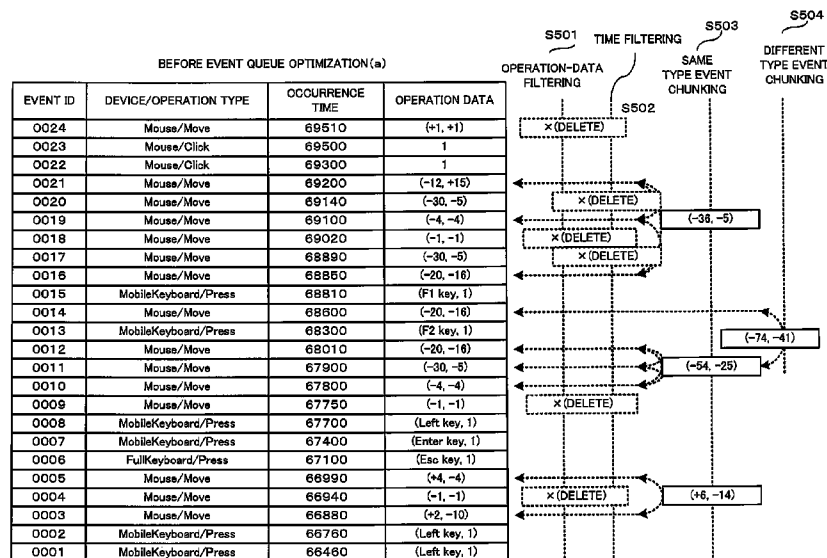 S501
TIME FILTERING
S503
S504
BEFORE EVENT QUEUE OPTIMIZATION(a)
OPERATION-DATA
FILTERING
SAME
TYPE EVENT
CHUNKING
DIFFERENT
TYPE EVENT
CHUNKING
S502
EVENT ID DEVICE/OPERATION TYPE OCCURRENCE TIME OPERATION DATA
0024 Mouse/Move 69510 (+1, +1) ×(DELETE)
0023 Mouse/Click 69500 1
0022 Mouse/Click 69300 1
0021 Mouse/Move 69200 (-12, +15)
0020 Mouse/Move 69140 (-30, -5) ×(DELETE)
0019 Mouse/Move 69100 (-4, -4) (-36, -5)
0018 Mouse/Move 69020 (-1, -1) ×(DELETE)
0017 Mouse/Move 68890 (-30, -5) ×(DELETE)
0016 Mouse/Move 68850 (-20, -16)
0015 MobileKeyboard/Press 68810 (F1 key, 1)
0014 Mouse/Move 68600 (-20, -16)
0013 MobileKeyboard/Press 68300 (F2 key, 1) (-74, -41)
0012 Mouse/Move 68010 (-20, -16)
0011 Mouse/Move 67900 (-30, -5) (-54, -25)
0010 Mouse/Move 67800 (-4, -4)
0009 Mouse/Move 67750 (-1, -1) ×(DELETE)
0008 MobileKeyboard/Press 67700 (Left key, 1)
0007 MobileKeyboard/Press 67400 (Enter key, 1)
0006 FullKeyboard/Press 67100 (Esc key, 1)
0005 Mouse/Move 66990 (+4, -4)
0004 Mouse/Move 66940 (-1, -1) ×(DELETE) (+6, -14)
0003 Mouse/Move 66880 (+2, -10)
0002 MobileKeyboard/Press 66760 (Left key, 1)
0001 MobileKeyboard/Press 66460 (Left key, 1)